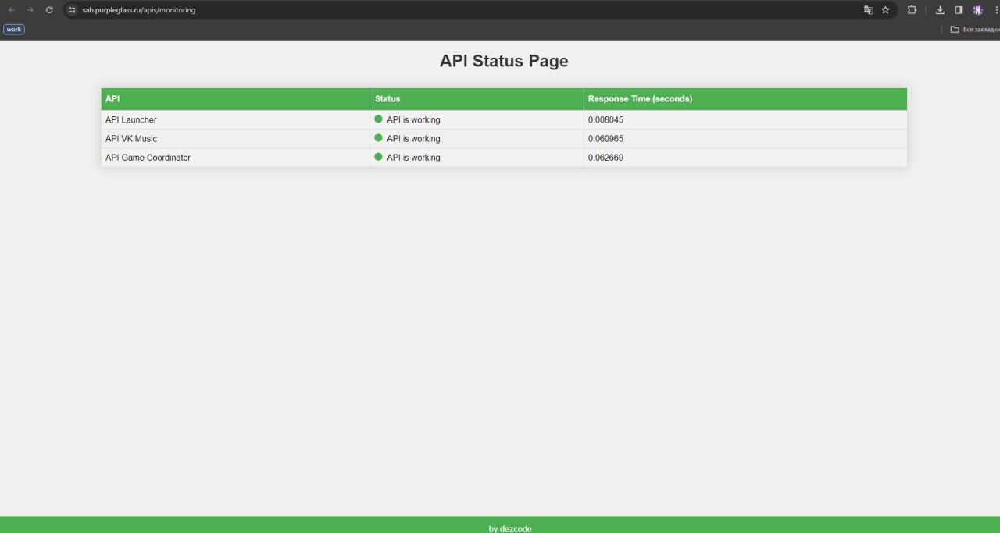 sab.purpleglass.ru/apis/monitoring
work
Все закладки
API Status Page
API Status Response Time (seconds)
API Launcher API is working 0.008045
API VK Music API is working 0.060965
API Game Coordinator API is working 0.062669
by dezcode